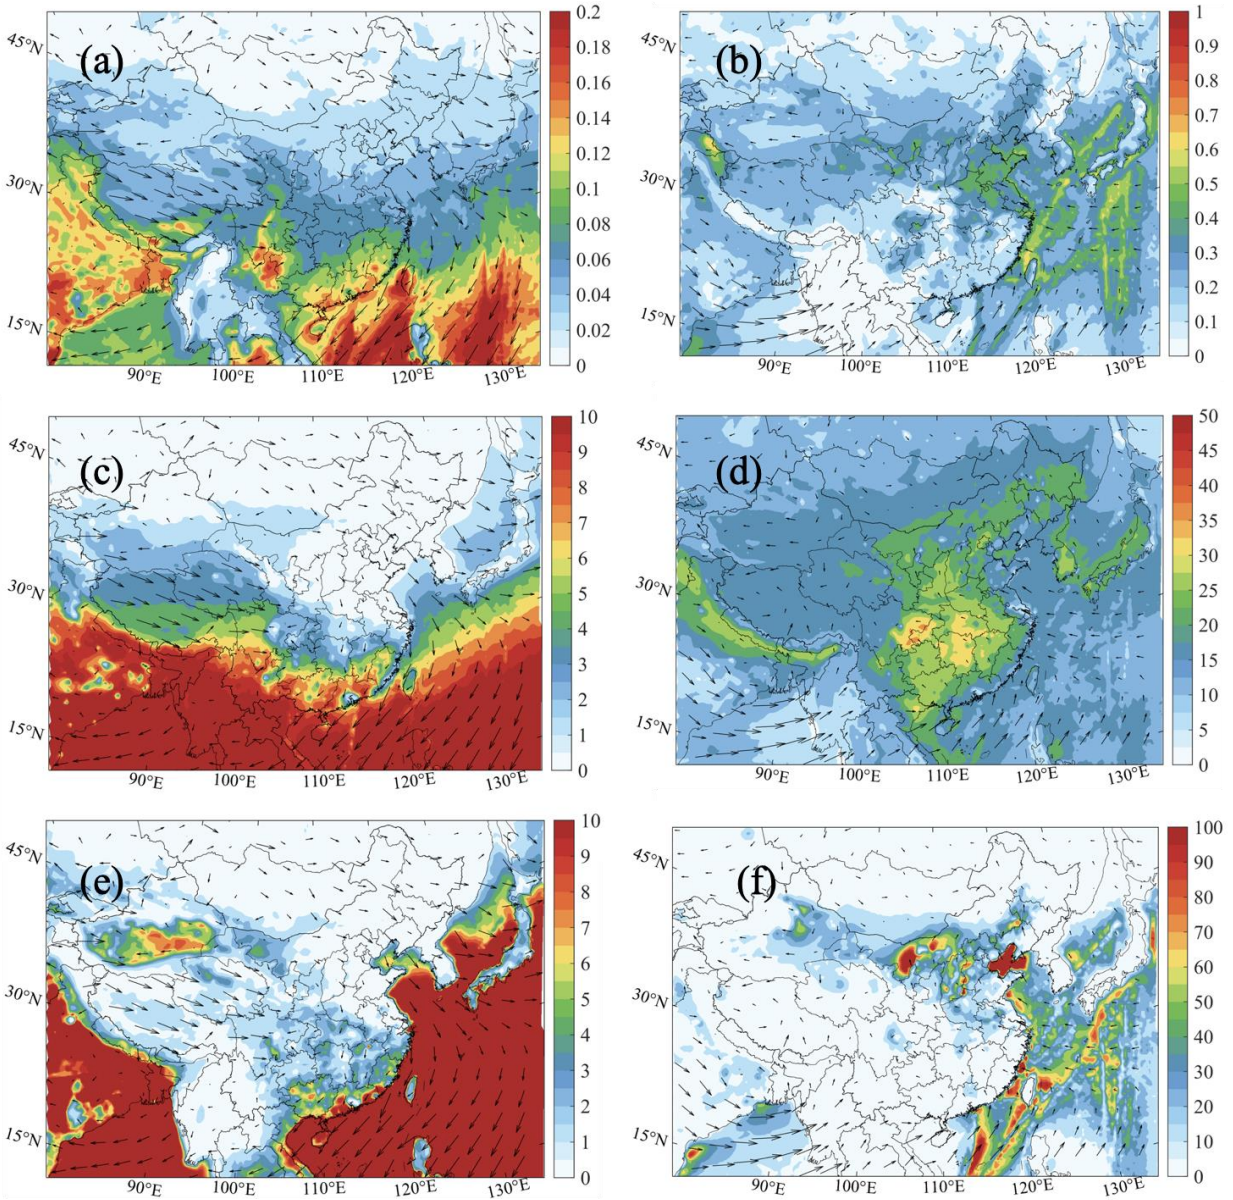 (a)
45°N
30°N
15°N
90°E 100°E 110°E 120°E 130°E
0.2
0.18
0.16
0.14
0.12
0.1
0.08
0.06
0.04
0.02
0
(b)
45°N
30°N
15°N
90°E 100°E 110°E 120°E 130°E
1
0.9
0.8
0.7
0.6
0.5
0.4
0.3
0.2
0.1
0
(c)
45°N
30°N
15°N
90°E 100°E 110°E 120°E 130°E
10
9
8
7
6
5
4
3
2
1
0
(d)
45°N
30°N
15°N
90°E 100°E 110°E 120°E 130°E
50
45
40
35
30
25
20
15
10
5
0
(e)
45°N
30°N
15°N
90°E 100°E 110°E 120°E 130°E
10
9
8
7
6
5
4
3
2
1
0
(f)
45°N
30°N
15°N
90°E 100°E 110°E 120°E 130°E
100
90
80
70
60
50
40
30
20
10
0